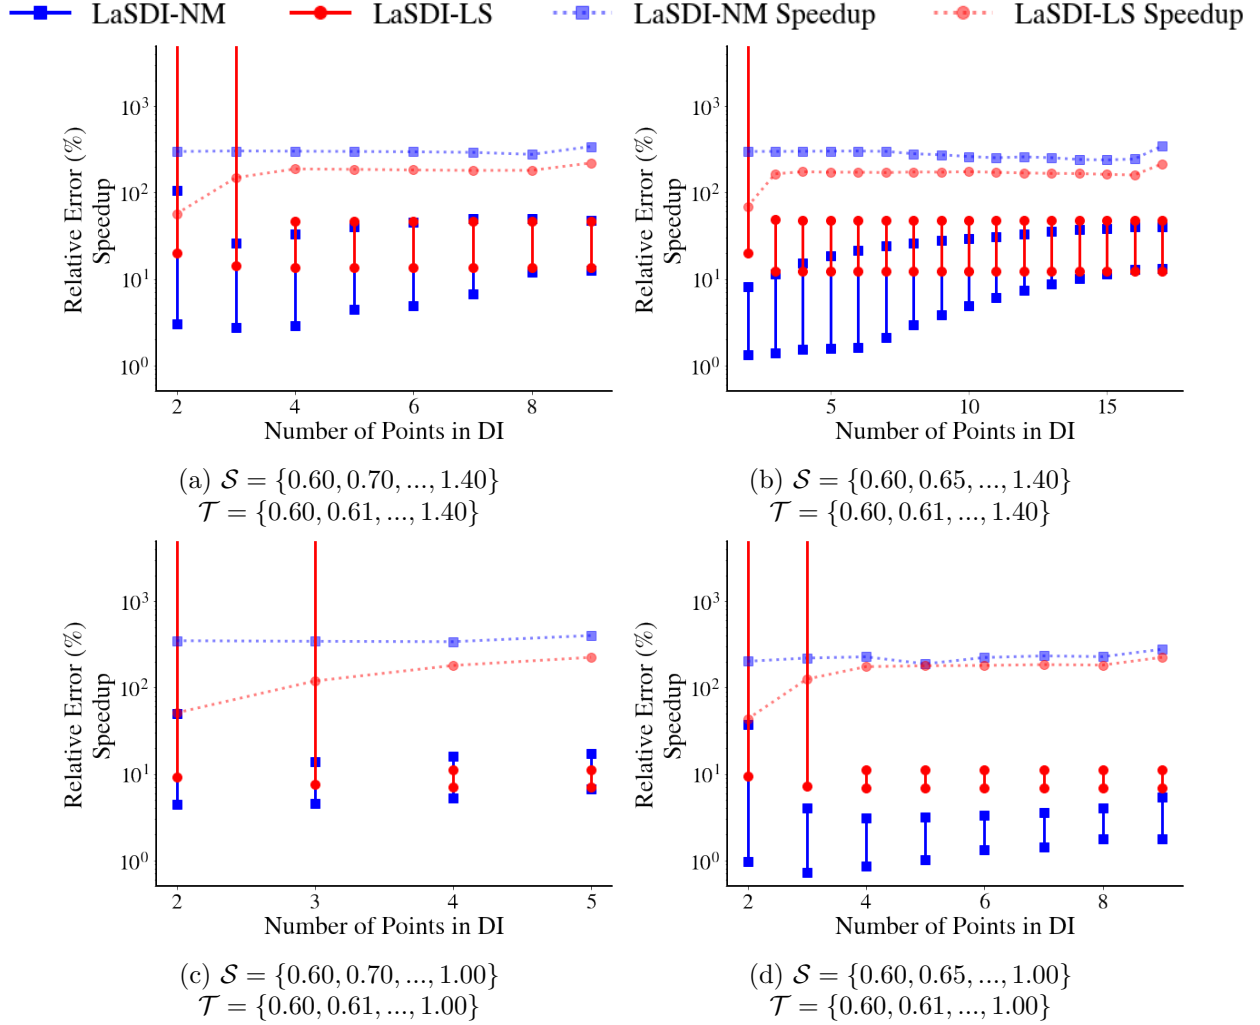 LaSDI-NM LaSDI-LS LaSDI-NM Speedup LaSDI-LS Speedup
Relative Error (%)
Speedup
10^3
10^2
10^1
10^0
2 4 6 8
Number of Points in DI
(a) 𝒮 = {0.60, 0.70, ..., 1.40}
𝒯 = {0.60, 0.61, ..., 1.40}
Relative Error (%)
Speedup
10^3
10^2
10^1
10^0
5 10 15
Number of Points in DI
(b) 𝒮 = {0.60, 0.65, ..., 1.40}
𝒯 = {0.60, 0.61, ..., 1.40}
Relative Error (%)
Speedup
10^3
10^2
10^1
10^0
2 3 4 5
Number of Points in DI
(c) 𝒮 = {0.60, 0.70, ..., 1.00}
𝒯 = {0.60, 0.61, ..., 1.00}
Relative Error (%)
Speedup
10^3
10^2
10^1
10^0
2 4 6 8
Number of Points in DI
(d) 𝒮 = {0.60, 0.65, ..., 1.00}
𝒯 = {0.60, 0.61, ..., 1.00}